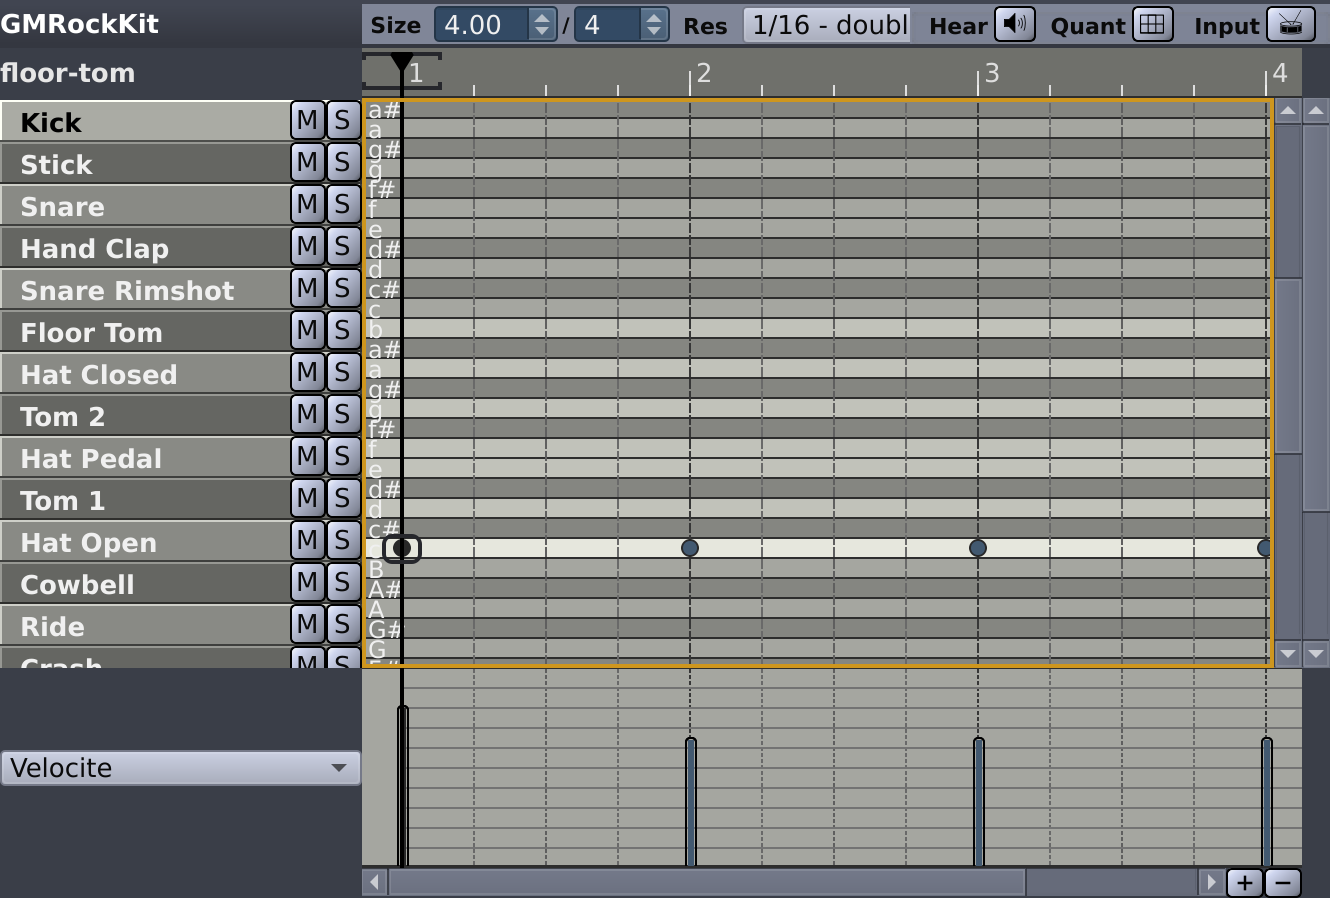 GMRockKit
Size 4.00 / 4 Res 1/16 - doubl Hear Quant Input
floor-tom
1 2 3 4
Kick M S
Stick M S
Snare M S
Hand Clap M S
Snare Rimshot M S
Floor Tom M S
Hat Closed M S
Tom 2 M S
Hat Pedal M S
Tom 1 M S
Hat Open M S
Cowbell M S
Ride M S
Crash M S
a#
a
g#
g
f#
f
e
d#
d
c#
c
b
a#
a
g#
g
f#
f
e
d#
d
c#
B
A#
A
G#
G
Velocite
+ −